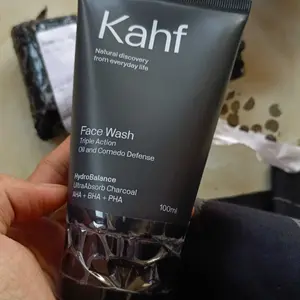 Kahf
Natural discovery
from everyday life
Face Wash
Triple Action
Oil and Comedo Defense
HydroBalance
UltraAbsorb Charcoal
AHA + BHA + PHA
100ml